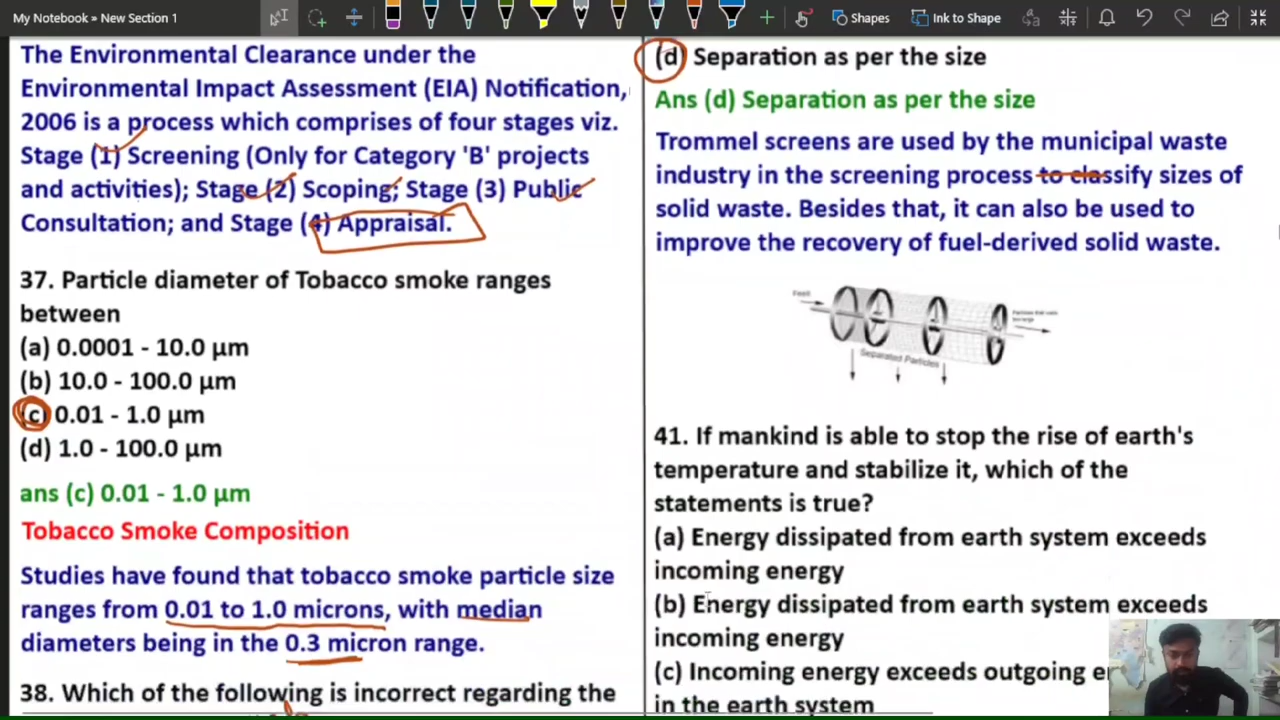 My Notebook » New Section 1
Shapes
Ink to Shape
The Environmental Clearance under the
Environmental Impact Assessment (EIA) Notification,
2006 is a process which comprises of four stages viz.
Stage (1) Screening (Only for Category 'B' projects
and activities); Stage (2) Scoping; Stage (3) Public
Consultation; and Stage (4) Appraisal.
37. Particle diameter of Tobacco smoke ranges
between
(a) 0.0001 - 10.0 µm
(b) 10.0 - 100.0 µm
(c) 0.01 - 1.0 µm
(d) 1.0 - 100.0 µm
ans (c) 0.01 - 1.0 µm
Tobacco Smoke Composition
Studies have found that tobacco smoke particle size
ranges from 0.01 to 1.0 microns, with median
diameters being in the 0.3 micron range.
38. Which of the following is incorrect regarding the
(d) Separation as per the size
Ans (d) Separation as per the size
Trommel screens are used by the municipal waste
industry in the screening process to classify sizes of
solid waste. Besides that, it can also be used to
improve the recovery of fuel-derived solid waste.
Feed
Separated Particles
41. If mankind is able to stop the rise of earth's
temperature and stabilize it, which of the
statements is true?
(a) Energy dissipated from earth system exceeds
incoming energy
(b) Energy dissipated from earth system exceeds
incoming energy
(c) Incoming energy exceeds outgoing
in the earth system